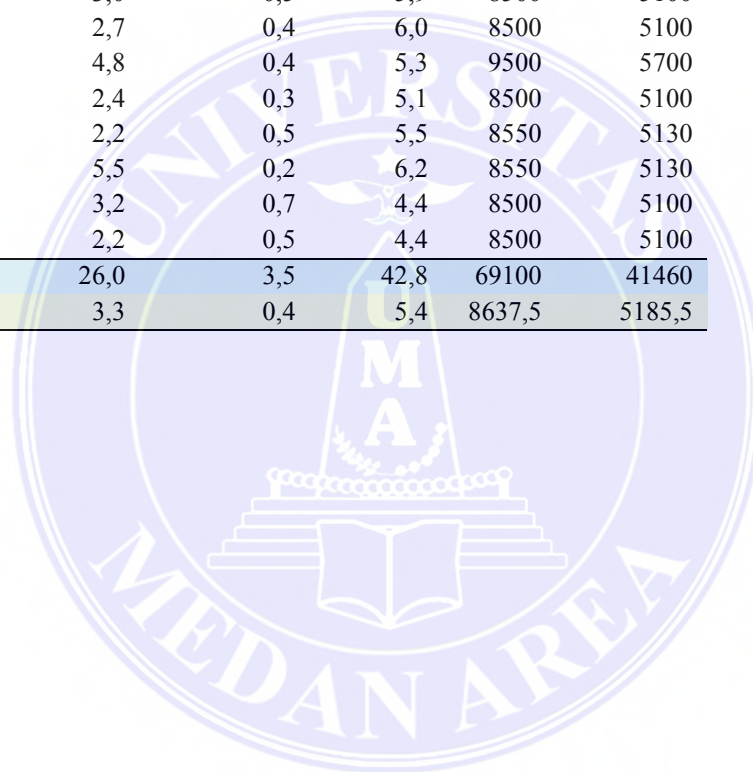 2,7 0,4 6,0 8500 5100
4,8 0,4 5,3 9500 5700
2,4 0,3 5,1 8500 5100
2,2 0,5 5,5 8550 5130
5,5 0,2 6,2 8550 5130
3,2 0,7 4,4 8500 5100
2,2 0,5 4,4 8500 5100
26,0 3,5 42,8 69100 41460
3,3 0,4 5,4 8637,5 5185,5
UNIVERSITAS
U
M
A
MEDAN AREA